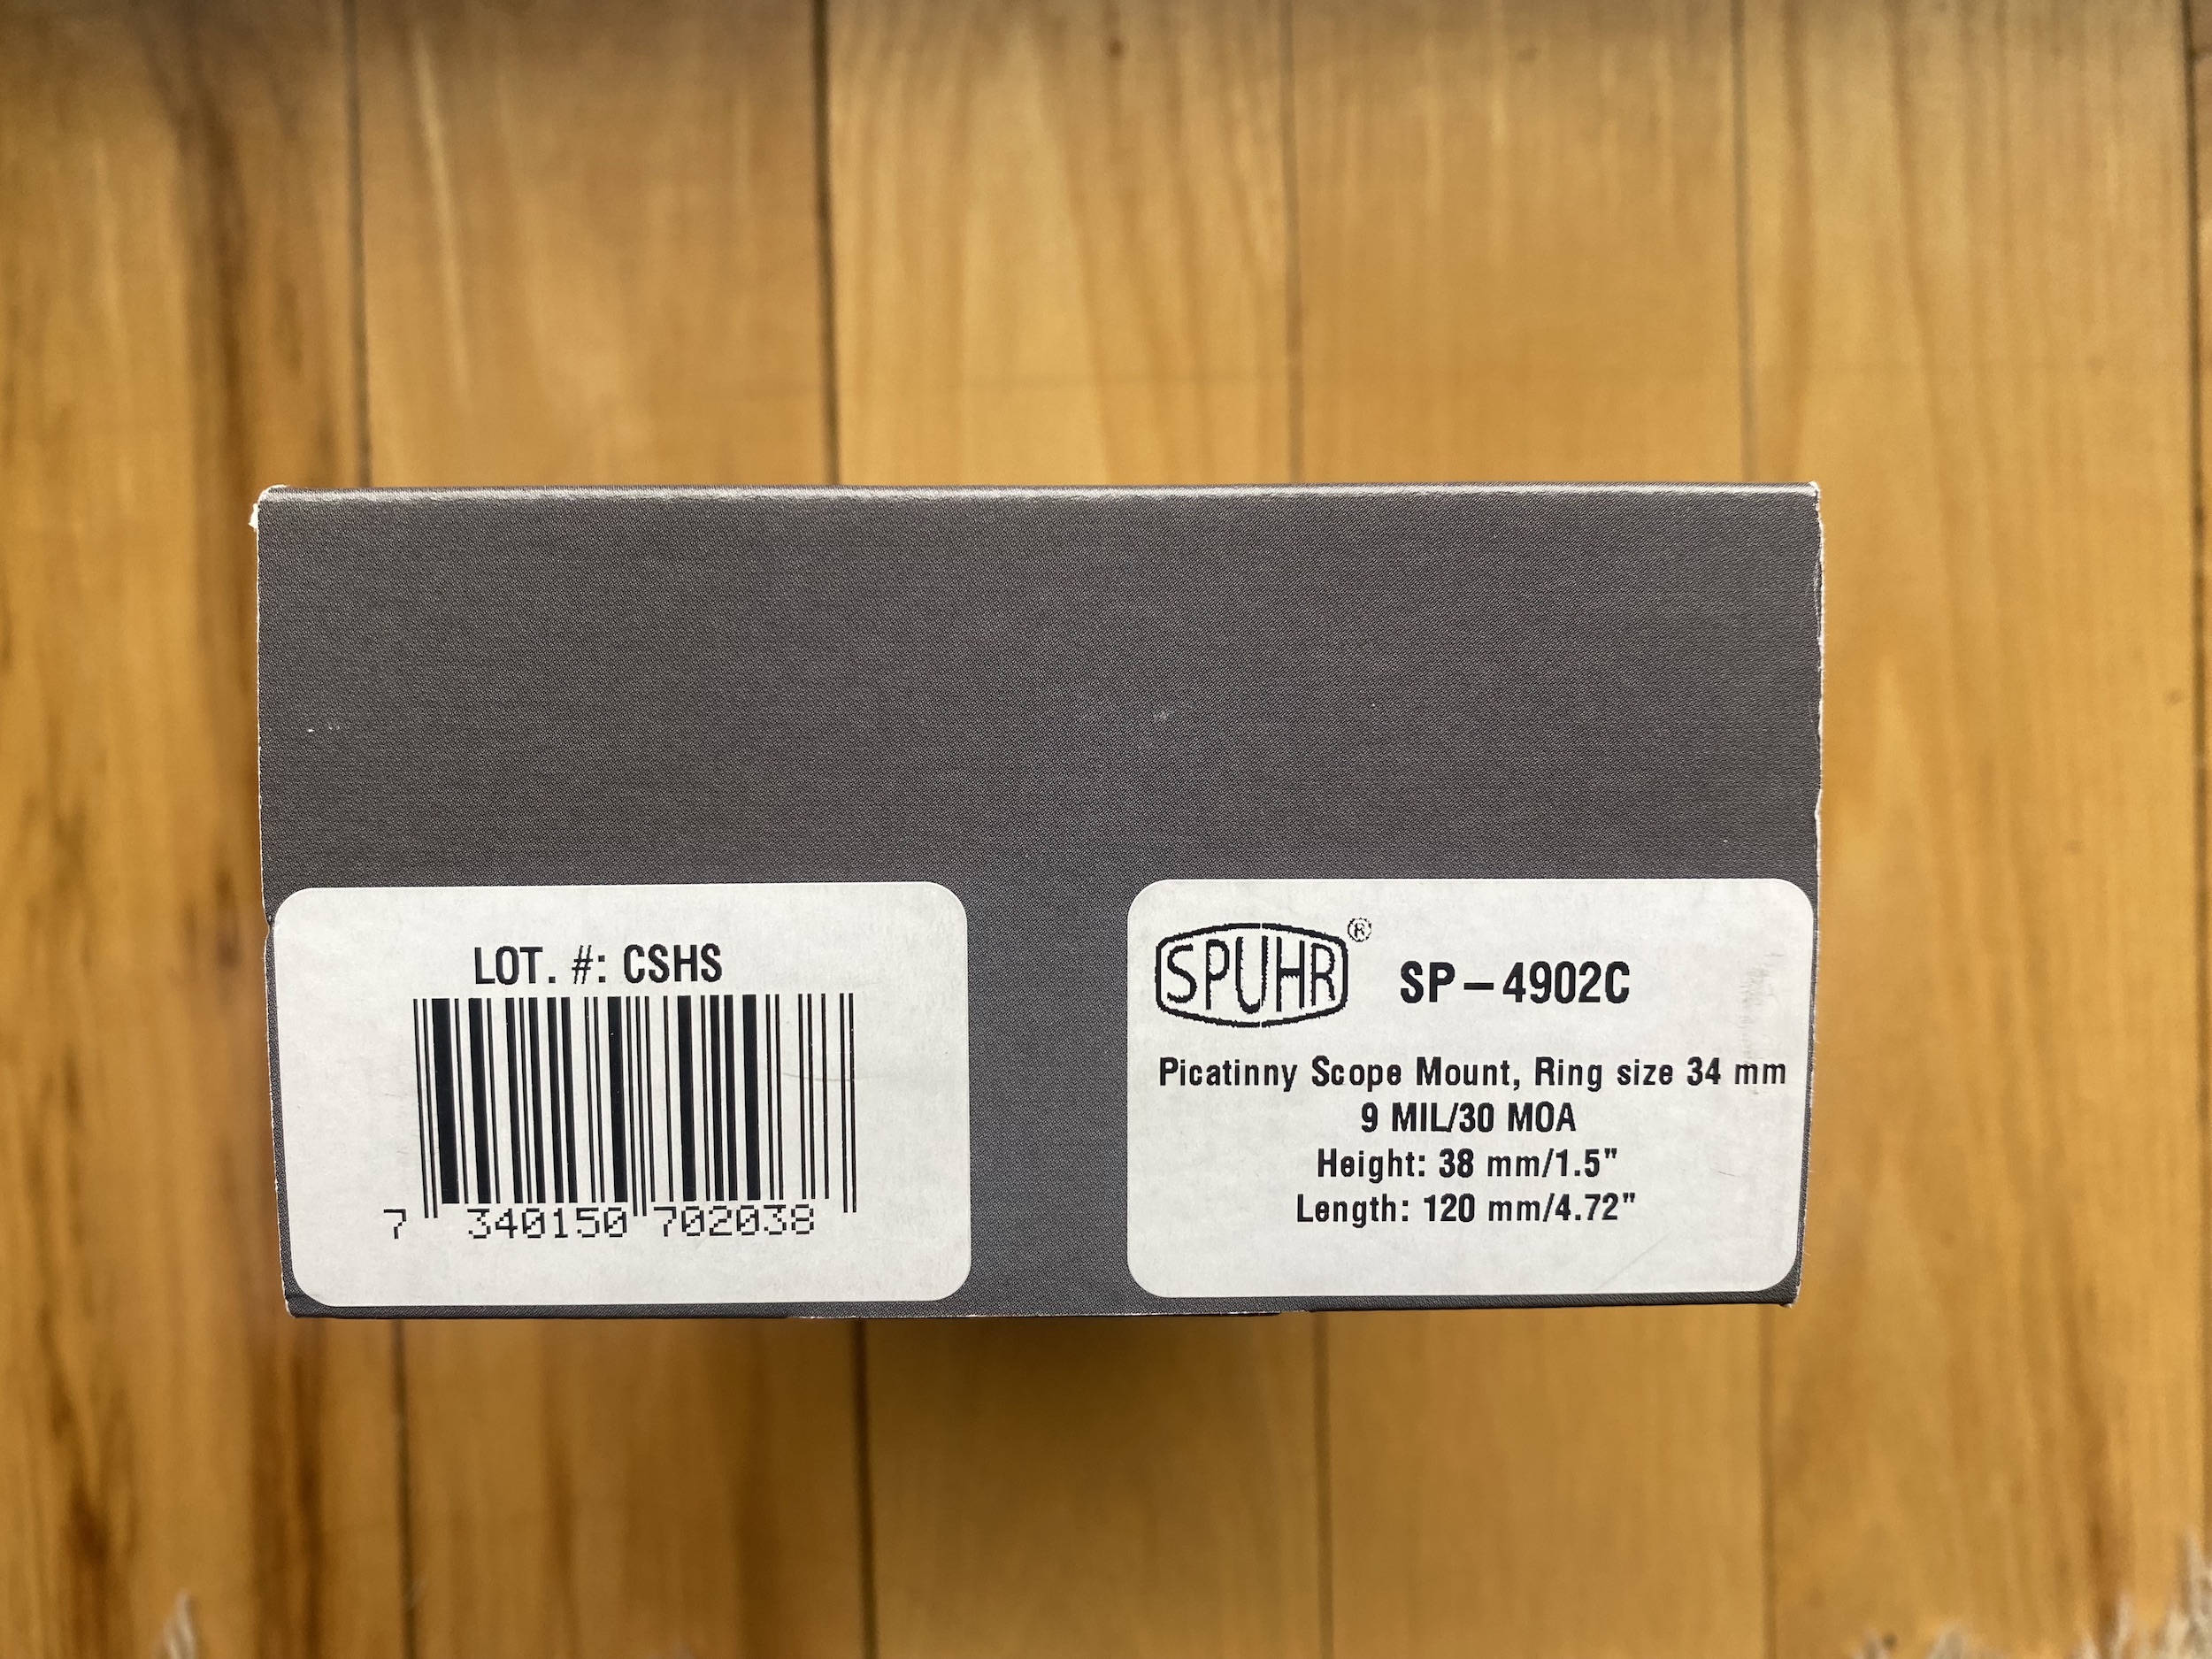 LOT. #: CSHS
7 340150 702038
SPUHR® SP-4902C
Picatinny Scope Mount, Ring size 34 mm
9 MIL/30 MOA
Height: 38 mm/1.5"
Length: 120 mm/4.72"